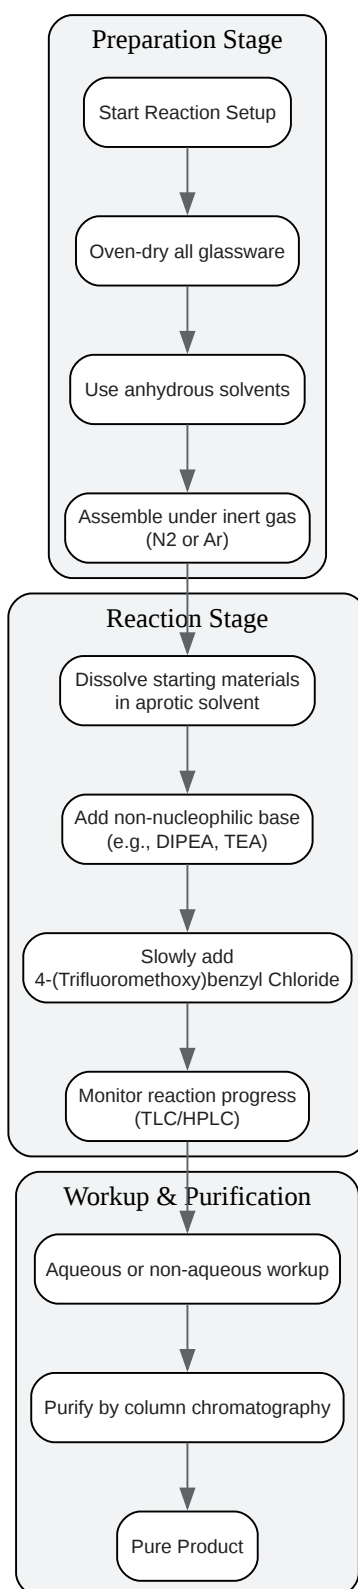 Preparation Stage
Start Reaction Setup
Oven-dry all glassware
Use anhydrous solvents
Assemble under inert gas
(N2 or Ar)
Reaction Stage
Dissolve starting materials
in aprotic solvent
Add non-nucleophilic base
(e.g., DIPEA, TEA)
Slowly add
4-(Trifluoromethoxy)benzyl Chloride
Monitor reaction progress
(TLC/HPLC)
Workup & Purification
Aqueous or non-aqueous workup
Purify by column chromatography
Pure Product